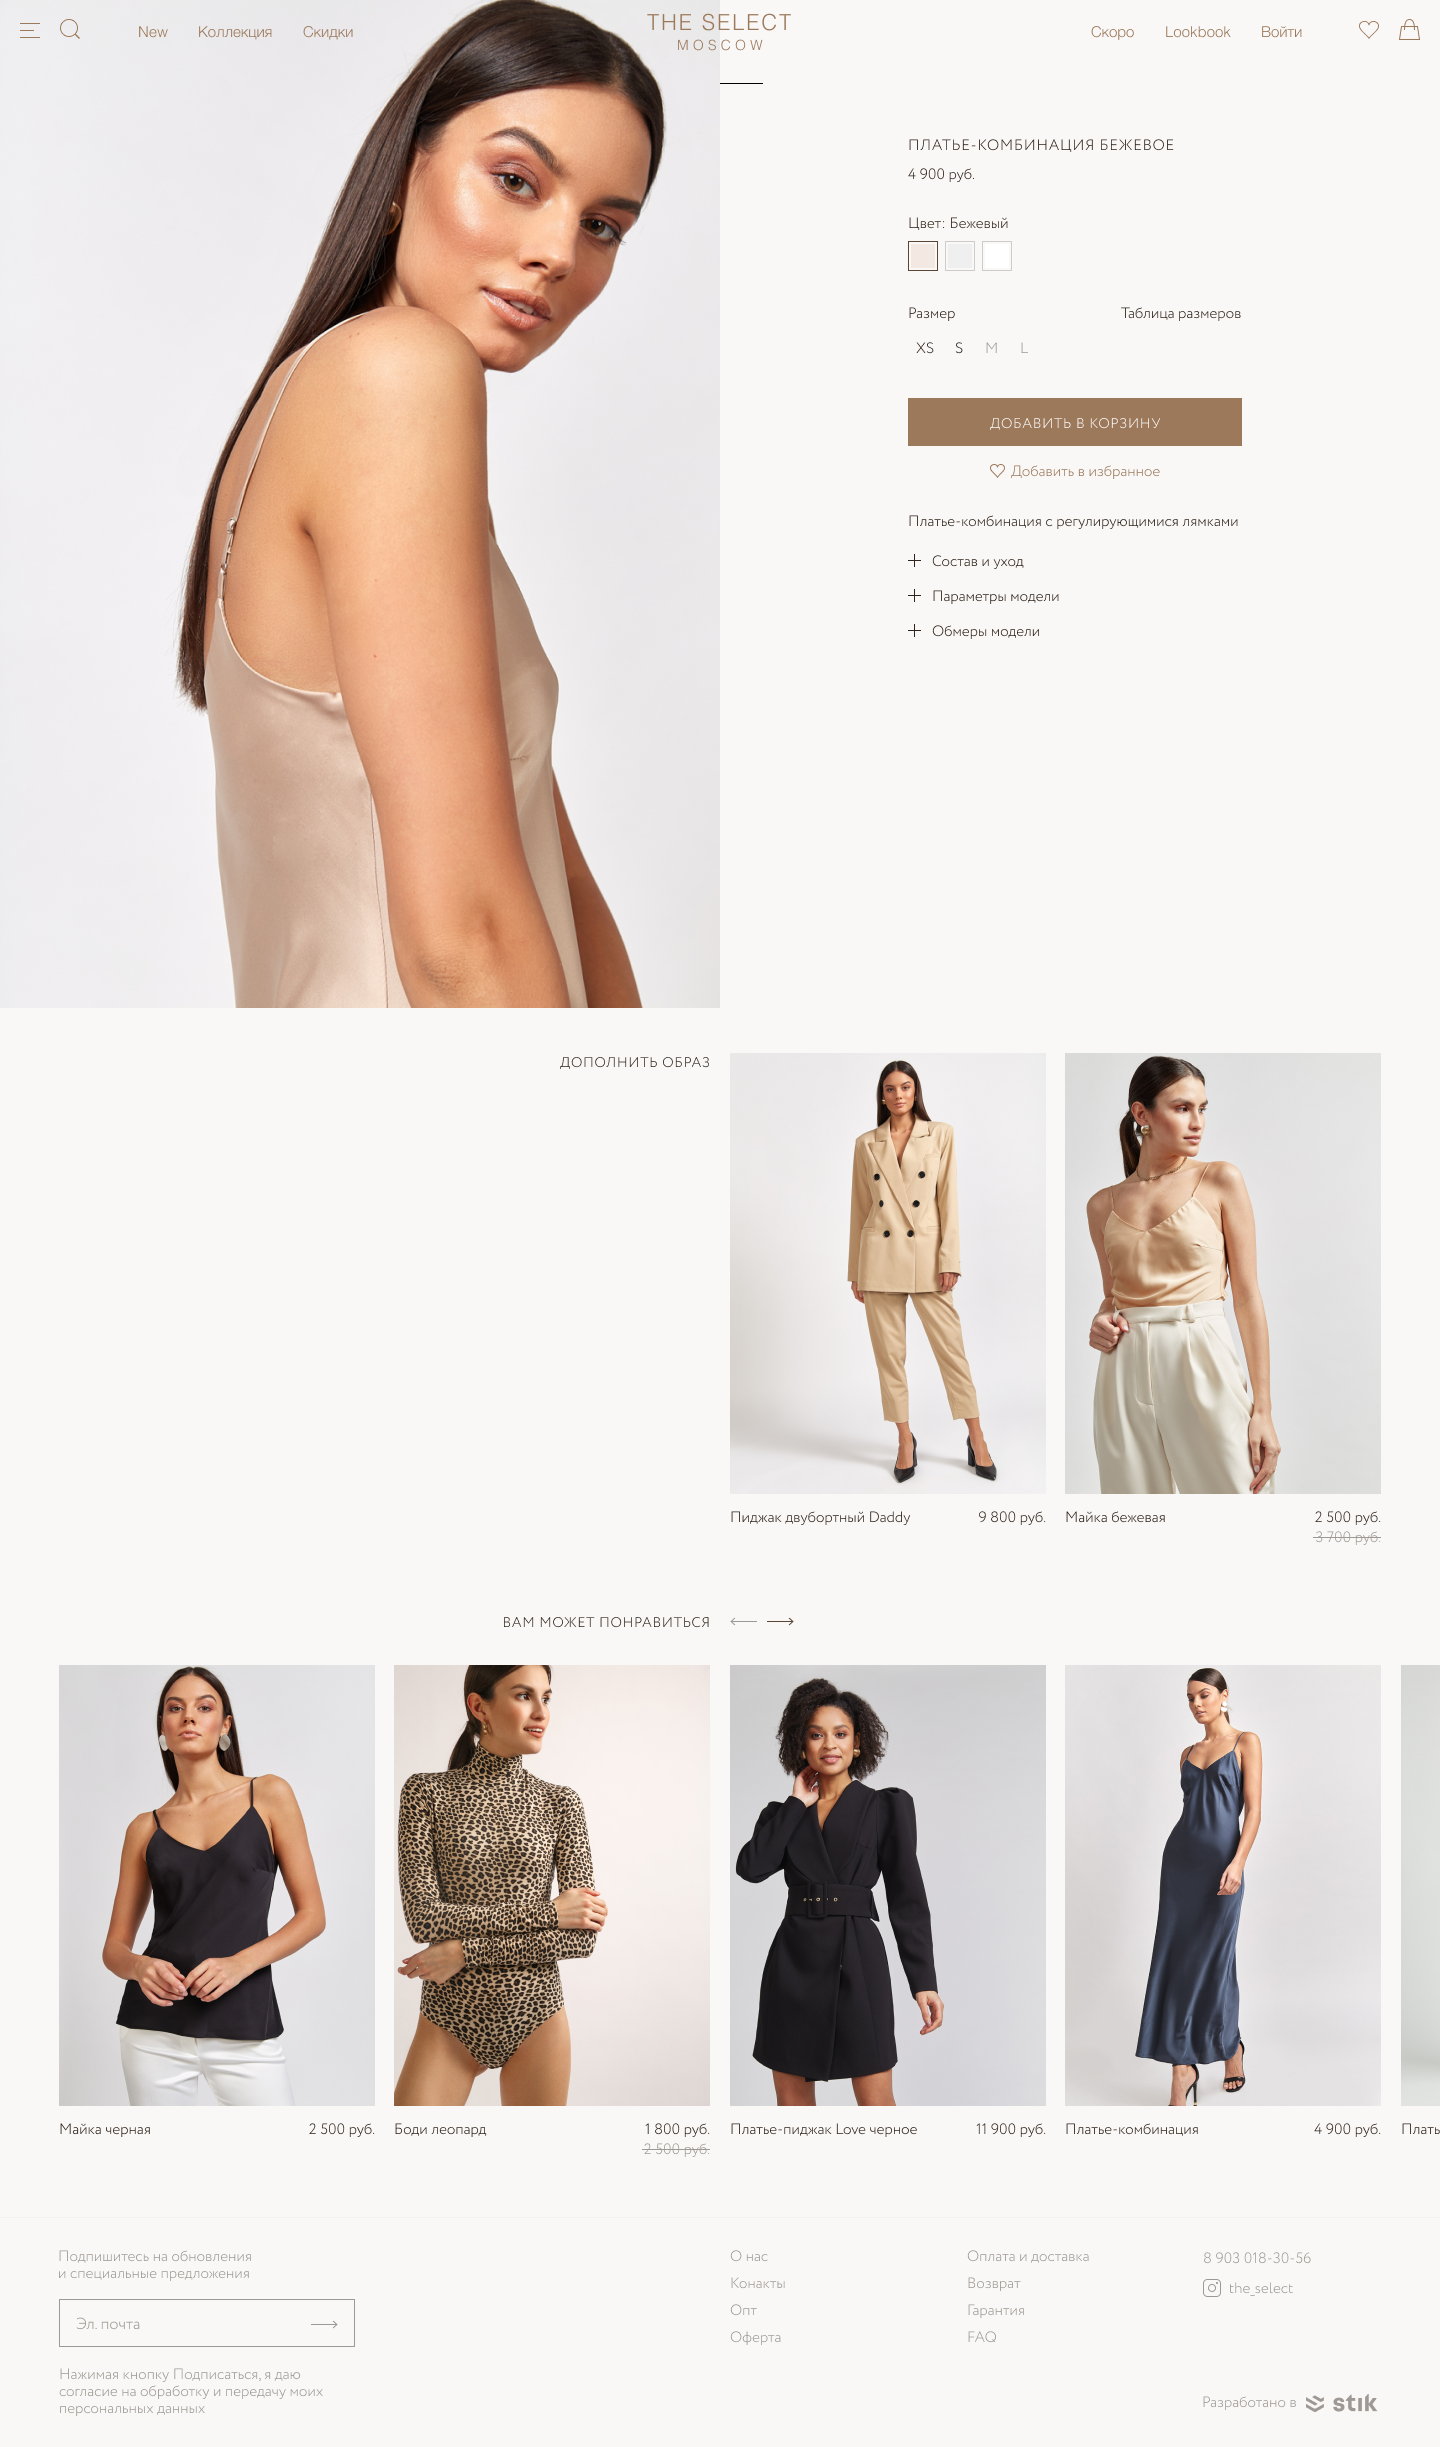 New
Коллекция
Скидки
THE SELECT
MOSCOW
Скоро
Lookbook
Войти
ПЛАТЬЕ-КОМБИНАЦИЯ БЕЖЕВОЕ
4 900 руб.
Цвет: Бежевый
Размер
Таблица размеров
XS S M L
ДОБАВИТЬ В КОРЗИНУ
Добавить в избранное
Платье-комбинация с регулирующимися лямками
Состав и уход
Параметры модели
Обмеры модели
ДОПОЛНИТЬ ОБРАЗ
Пиджак двубортный Daddy
9 800 руб.
Майка бежевая
2 500 руб.
3 700 руб.
ВАМ МОЖЕТ ПОНРАВИТЬСЯ
Майка черная
2 500 руб.
Боди леопард
1 800 руб.
2 500 руб.
Платье-пиджак Love черное
11 900 руб.
Платье-комбинация
4 900 руб.
Плать
Подпишитесь на обновления
и специальные предложения
Эл. почта
Нажимая кнопку Подписаться, я даю
согласие на обработку и передачу моих
персональных данных
О нас
Конакты
Опт
Оферта
Оплата и доставка
Возврат
Гарантия
FAQ
8 903 018-30-56
the_select
Разработано в stik